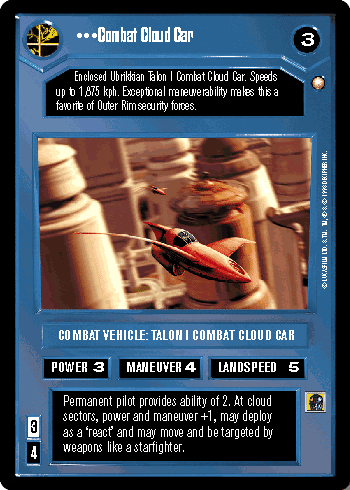 •••Combat Cloud Car
3
Enclosed Ubrikkian Talon I Combat Cloud Car. Speeds
up to 1,875 kph. Exceptional maneuverability makes this a
favorite of Outer Rim security forces.
COMBAT VEHICLE: TALON I COMBAT CLOUD CAR
POWER 3 MANEUVER 4 LANDSPEED 5
Permanent pilot provides ability of 2. At cloud
sectors, power and maneuver +1, may deploy
as a 'react' and may move and be targeted by
weapons like a starfighter.
3
4